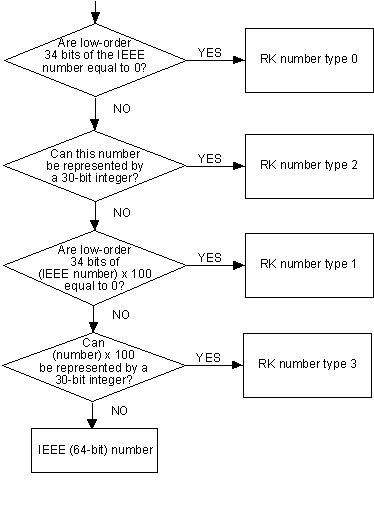 Are low-order
34 bits of the IEEE
number equal to 0?
YES
RK number type 0
NO
Can this number
be represented by
a 30-bit integer?
YES
RK number type 2
NO
Are low-order
34 bits of
(IEEE number) x 100
equal to 0?
YES
RK number type 1
NO
Can
(number) x 100
be represented by a
30-bit integer?
YES
RK number type 3
NO
IEEE (64-bit) number